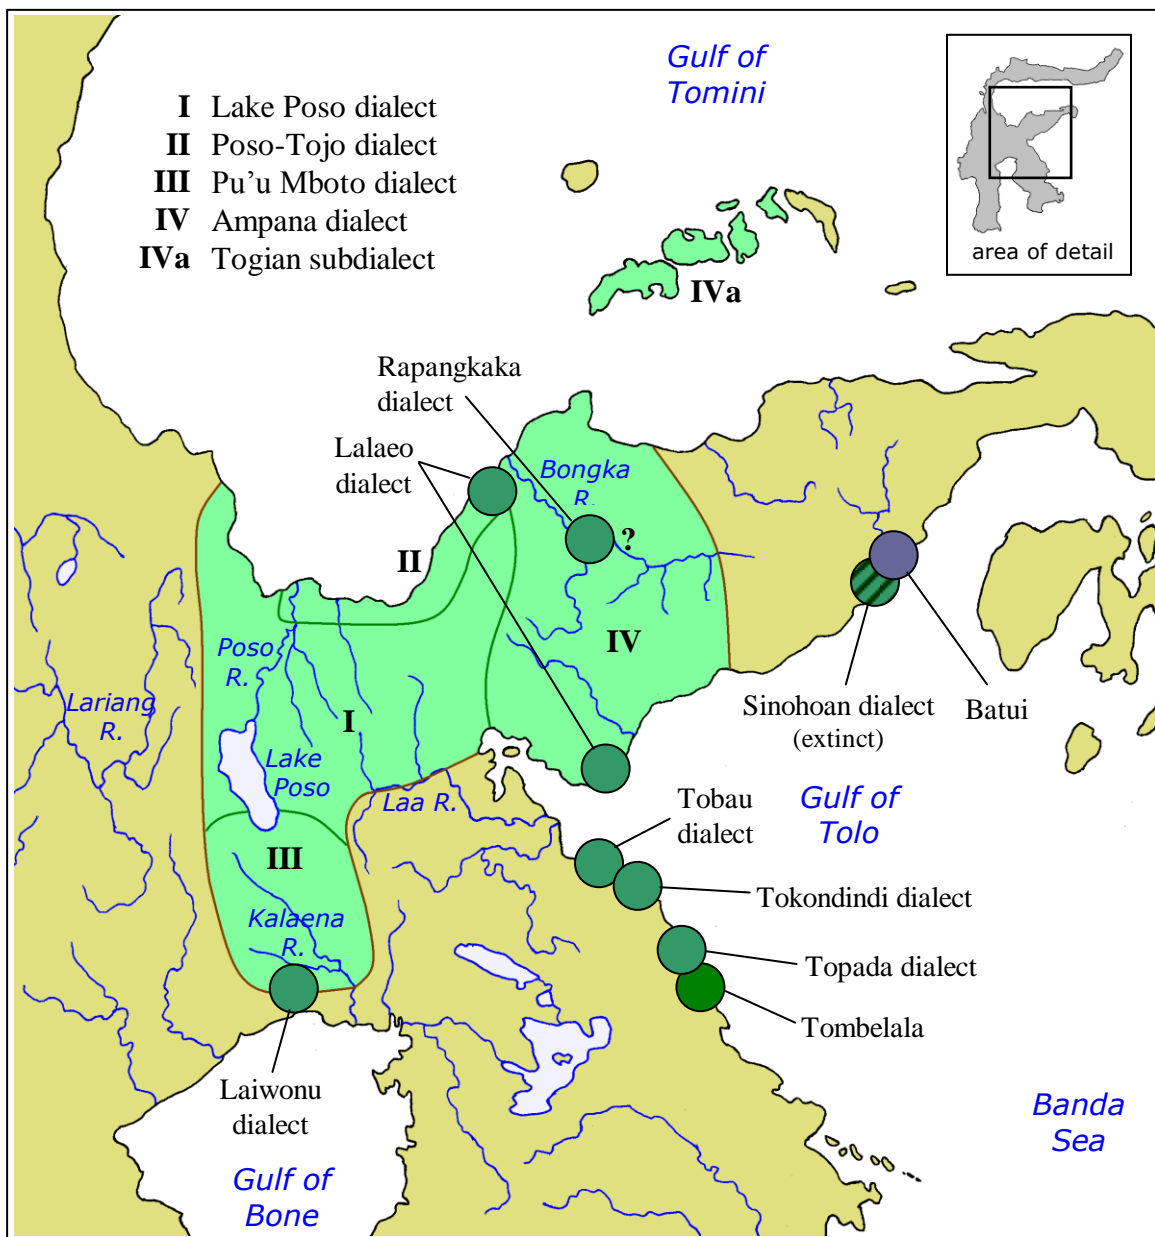 Gulf of
Tomini
I Lake Poso dialect
II Poso-Tojo dialect
III Pu’u Mboto dialect
IV Ampana dialect
IVa Togian subdialect
area of detail
IVa
Rapangkaka
dialect
Lalaeo
dialect
Bongka
R.
?
II
IV
Poso
R.
Lariang
R.
I
Lake
Poso
Laa R.
Sinohoan dialect
(extinct)
Batui
Tobau
dialect
Gulf of
Tolo
III
Tokondindi dialect
Kalaena
R.
Topada dialect
Tombelala
Laiwonu
dialect
Banda
Sea
Gulf of
Bone